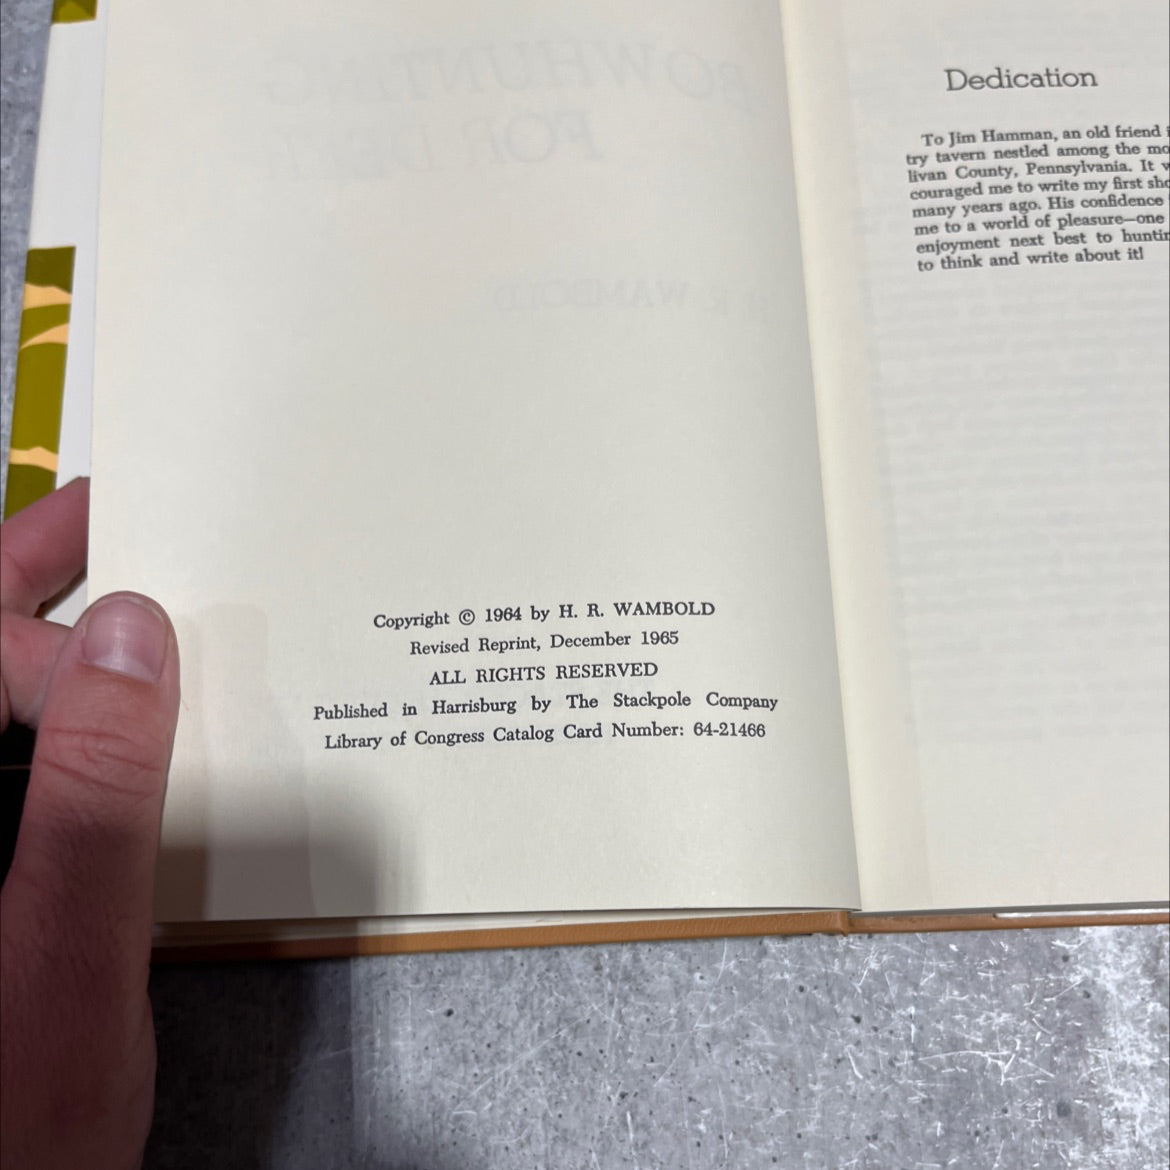 Copyright © 1964 by H. R. WAMBOLD
Revised Reprint, December 1965
ALL RIGHTS RESERVED
Published in Harrisburg by The Stackpole Company
Library of Congress Catalog Card Number: 64-21466
Dedication
To Jim Hamman, an old friend
try tavern nestled among the mo
livan County, Pennsylvania. It w
couraged me to write my first sho
many years ago. His confidence
me to a world of pleasure—one
enjoyment next best to huntin
to think and write about it!